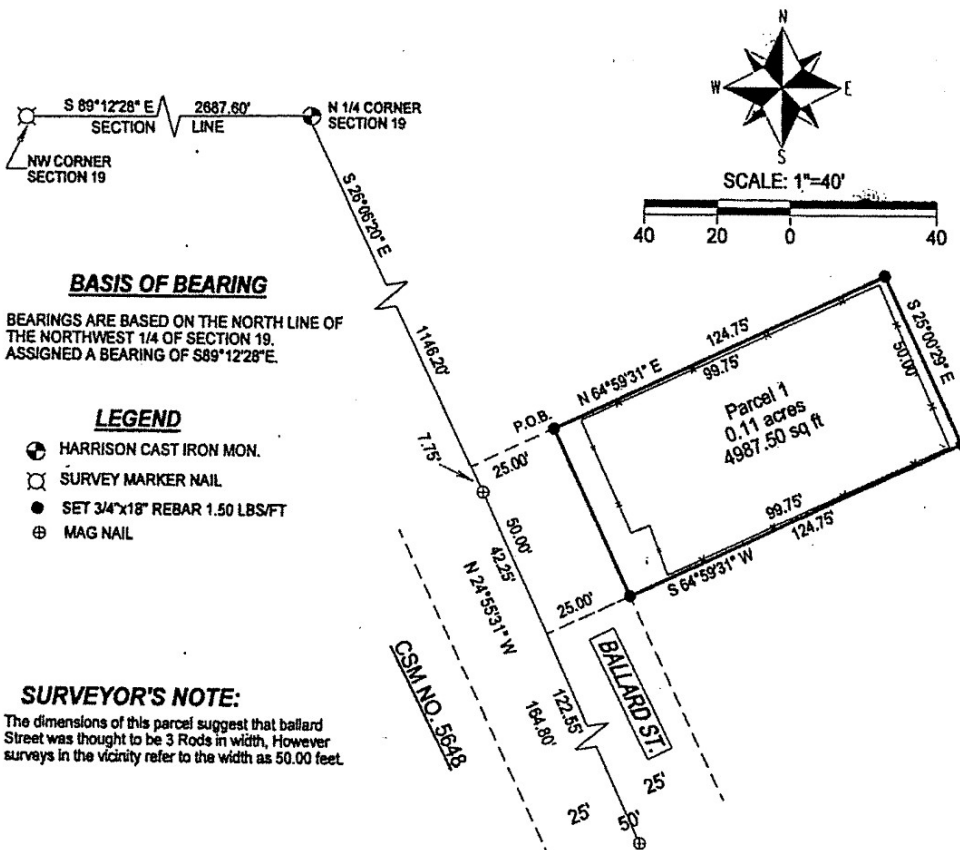 N
W
E
S
SCALE: 1"=40'
40 20 0 40
S 89°12'28" E 2687.60'
SECTION LINE
N 1/4 CORNER
SECTION 19
NW CORNER
SECTION 19
S 26°06'20" E
1146.20'
BASIS OF BEARING
BEARINGS ARE BASED ON THE NORTH LINE OF
THE NORTHWEST 1/4 OF SECTION 19.
ASSIGNED A BEARING OF S89°12'28"E.
LEGEND
HARRISON CAST IRON MON.
SURVEY MARKER NAIL
SET 3/4"x18" REBAR 1.50 LBS/FT
MAG NAIL
7.75'
P.O.B.
25.00'
N 64°59'31" E 124.75'
99.75'
S 25°00'29" E
50.00'
Parcel 1
0.11 acres
4987.50 sq ft
99.75'
S 64°59'31" W 124.75'
50.00'
42.25'
N 24°55'31" W
25.00'
BALLARD ST.
CSM NO. 5648
122.55'
164.80'
25'
25'
50'
SURVEYOR'S NOTE:
The dimensions of this parcel suggest that ballard
Street was thought to be 3 Rods in width, However
surveys in the vicinity refer to the width as 50.00 feet.